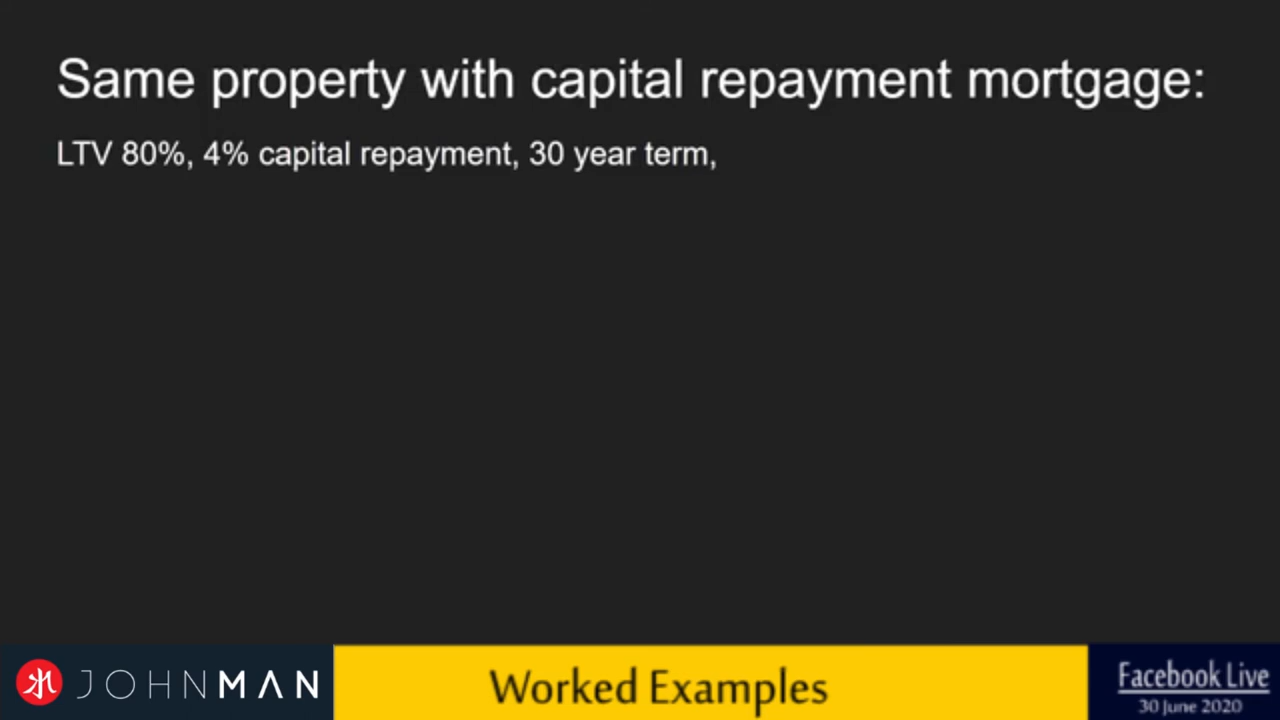 Same property with capital repayment mortgage:
LTV 80%, 4% capital repayment, 30 year term,
JOHNMAN
Worked Examples
Facebook Live
30 June 2020